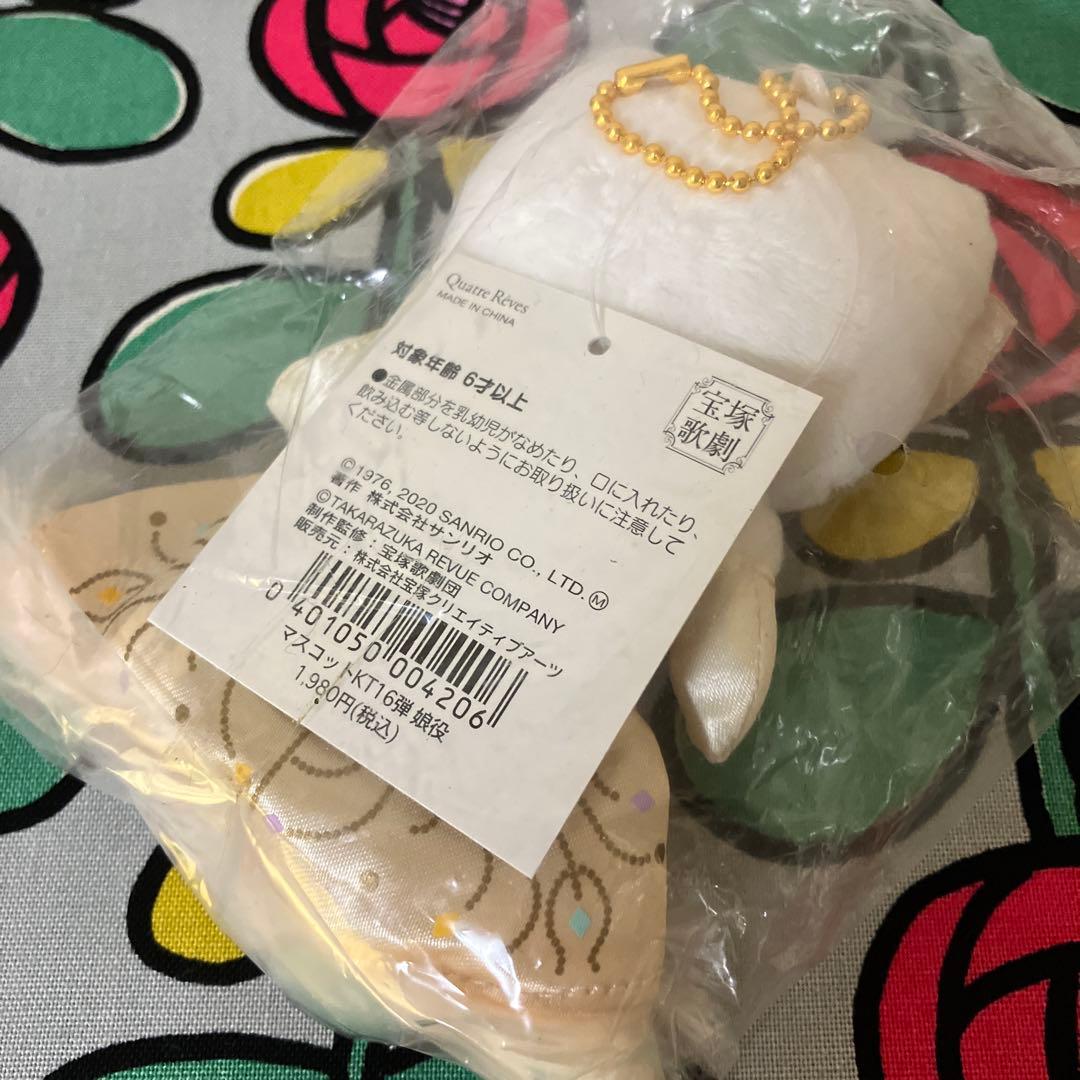 Quatre Rêves
MADE IN CHINA
対象年齢 6才以上
●金属部分を乳幼児がなめたり、口に入れたり、
飲み込む等しないようにお取り扱いに注意して
ください。
宝塚
歌劇
©1976, 2020 SANRIO CO., LTD. Ⓜ
著作 株式会社サンリオ
©TAKARAZUKA REVUE COMPANY
制作監修：宝塚歌劇団
販売元：株式会社宝塚クリエイティブアーツ
0 401050 004206
マスコットKT16弾 娘役
1,980円(税込)